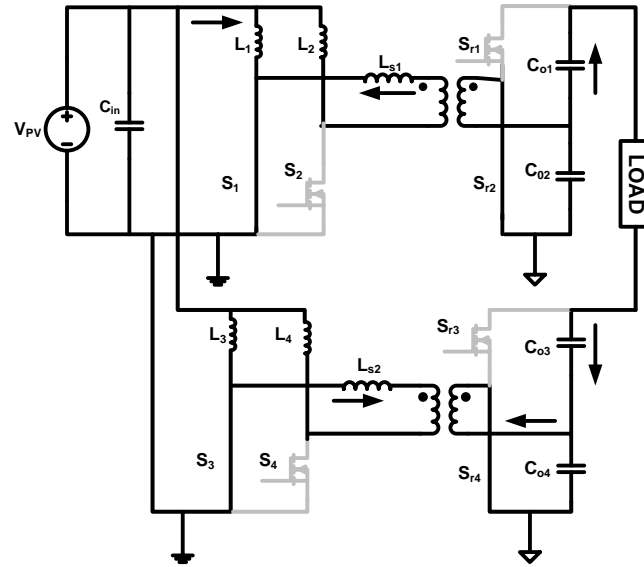 L1
L2
Ls1
Sr1
Co1
Cin
VPV
+
−
S1
S2
Sr2
C02
LOAD
L3
L4
Ls2
Sr3
Co3
S3
S4
Sr4
Co4